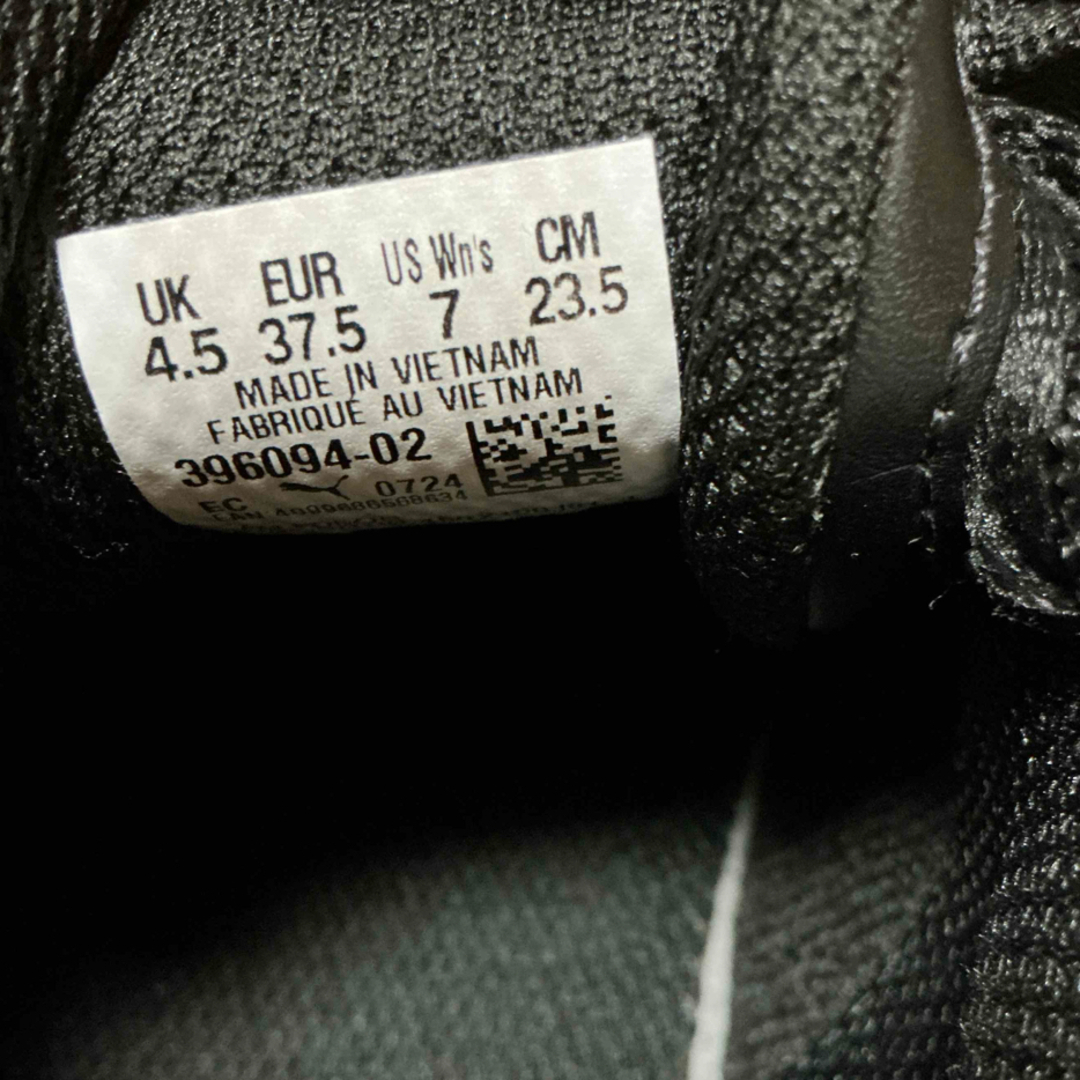 UK EUR US Wn's CM
4.5 37.5 7 23.5
MADE IN VIETNAM
FABRIQUE AU VIETNAM
396094-02
EC 0724
EAN